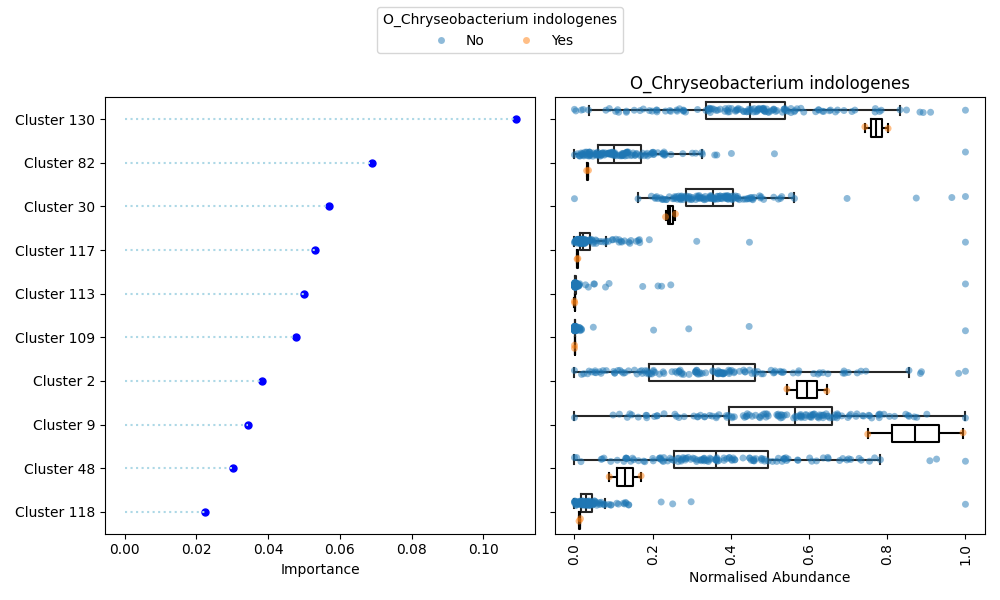 O_Chryseobacterium indologenes
No Yes
O_Chryseobacterium indologenes
Cluster 130
Cluster 82
Cluster 30
Cluster 117
Cluster 113
Cluster 109
Cluster 2
Cluster 9
Cluster 48
Cluster 118
0.00 0.02 0.04 0.06 0.08 0.10
Importance
0.0 0.2 0.4 0.6 0.8 1.0
Normalised Abundance